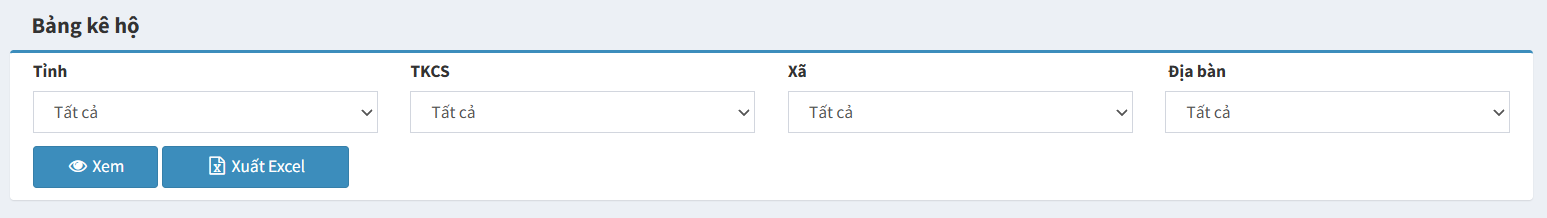 Bảng kê hộ
Tỉnh TKCS Xã Địa bàn
Tất cả Tất cả Tất cả Tất cả
Xem Xuất Excel